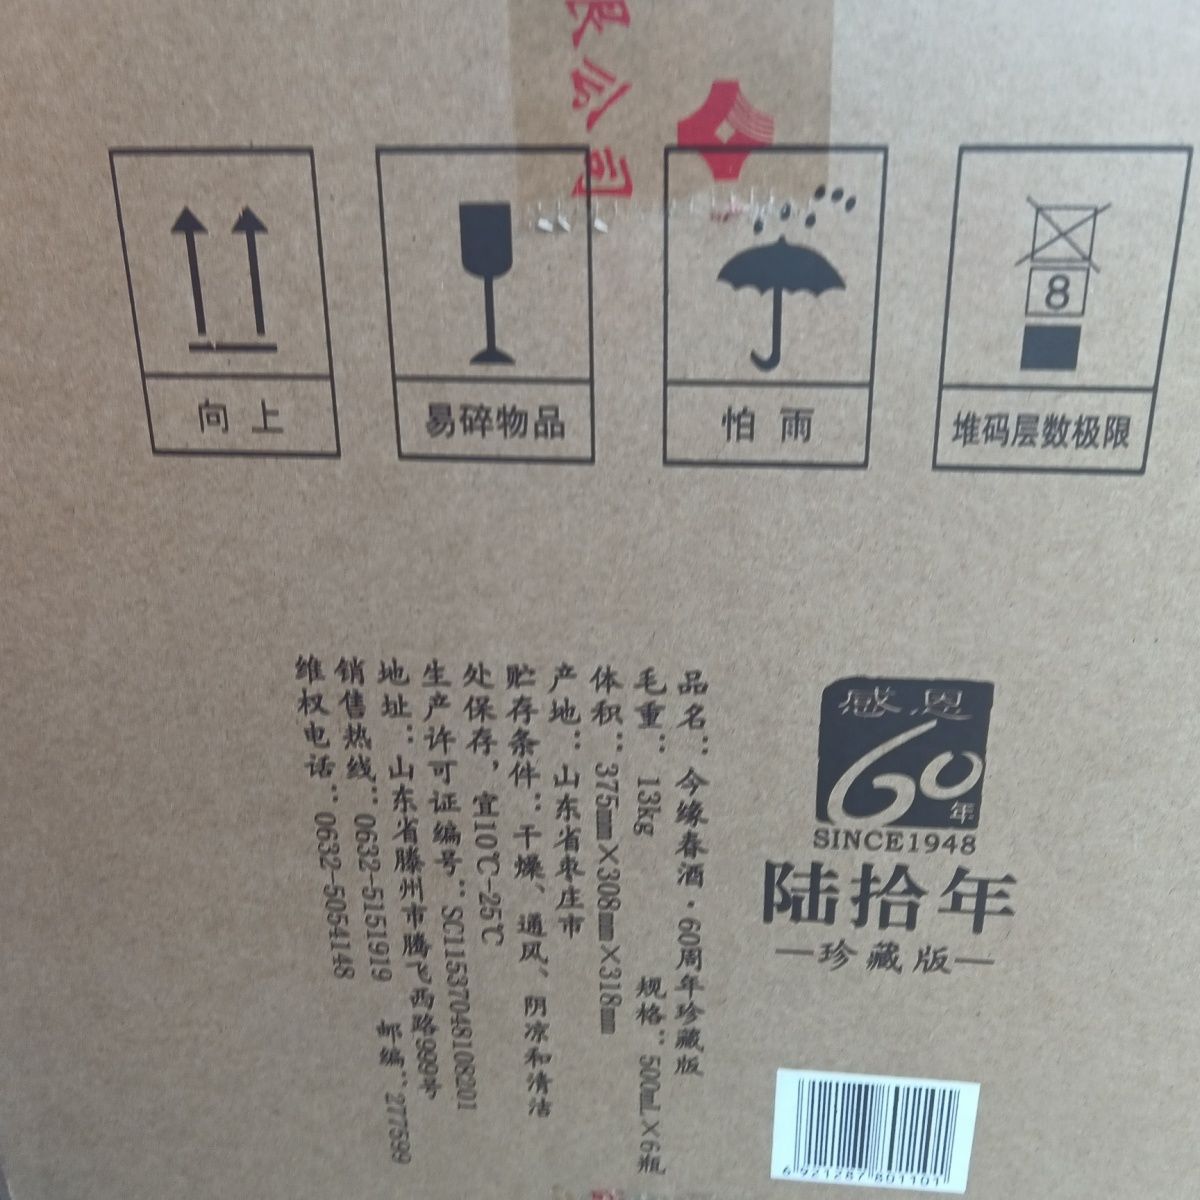 限公司
向上
易碎物品
怕雨
8
堆码层数极限
感恩
60年
SINCE1948
陆拾年
—珍藏版—
品名：今缘春酒·60周年珍藏版
毛重：13kg 规格：500mL×6瓶
体积：375mm×308mm×318mm
产地：山东省枣庄市
贮存条件：干燥、通风、阴凉和清洁
处保存，宜10℃-25℃
生产许可证编号：SC11537048108201
地址：山东省滕州市腾飞西路999号
销售热线：0632-5151919 邮编：277599
维权电话：0632-5054148
6 921287 801101